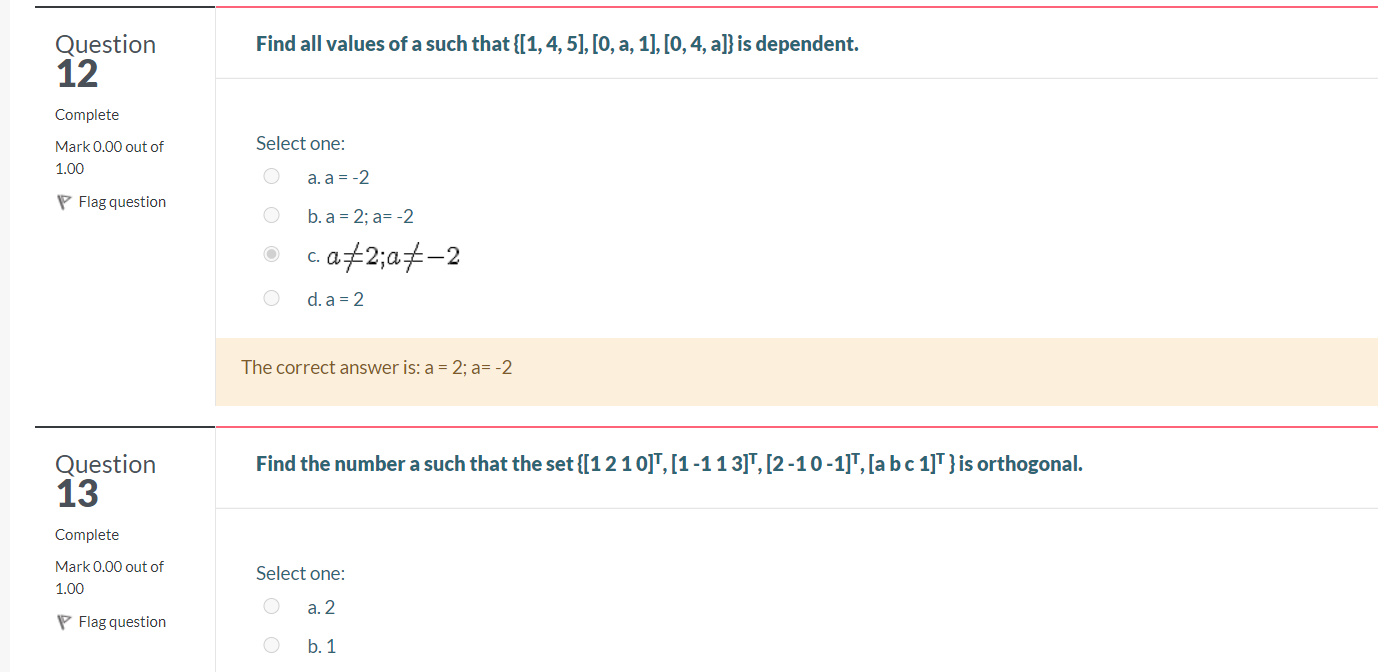 Question
12
Complete
Mark 0.00 out of
1.00
Flag question
Find all values of a such that {[1, 4, 5], [0, a, 1], [0, 4, a]} is dependent.
Select one:
a. a = -2
b. a = 2; a= -2
c. a≠2;a≠−2
d. a = 2
The correct answer is: a = 2; a= -2
Question
13
Complete
Mark 0.00 out of
1.00
Flag question
Find the number a such that the set {[1 2 1 0]ᵀ, [1 -1 1 3]ᵀ, [2 -1 0 -1]ᵀ, [a b c 1]ᵀ } is orthogonal.
Select one:
a. 2
b. 1